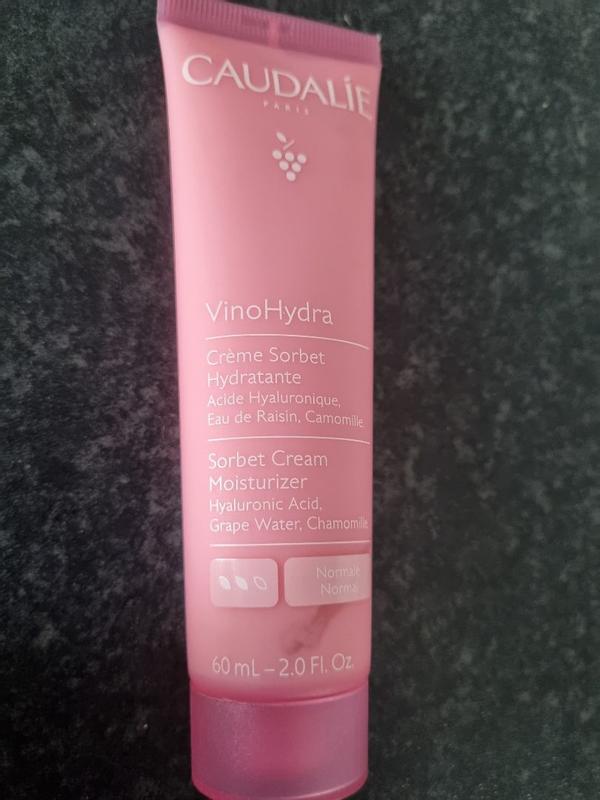 CAUDALÍE
PARIS
VinoHydra
Crème Sorbet
Hydratante
Acide Hyaluronique,
Eau de Raisin, Camomille
Sorbet Cream
Moisturizer
Hyaluronic Acid,
Grape Water, Chamomille
Normale
Normal
60 mL – 2.0 Fl. Oz.